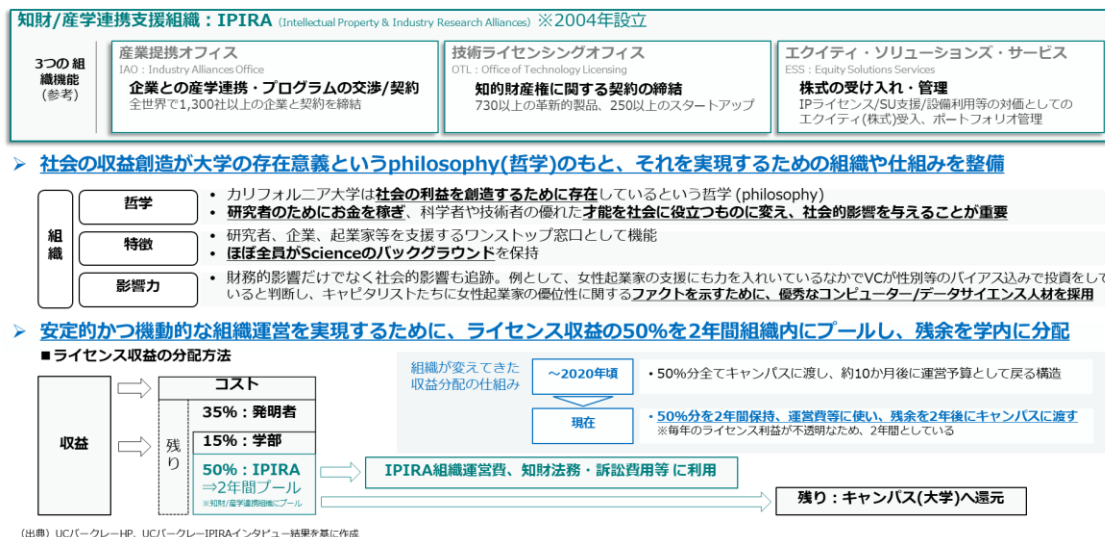 知財/産学連携支援組織：IPIRA（Intellectual Property & Industry Research Alliances）※2004年設立
3つの 組
織機能
(参考)
産業提携オフィス
IAO：Industry Alliances Office
企業との産学連携・プログラムの交渉/契約
全世界で1,300社以上の企業と契約を締結
技術ライセンシングオフィス
OTL：Office of Technology Licensing
知的財産権に関する契約の締結
730以上の革新的製品、250以上のスタートアップ
エクイティ・ソリューションズ・サービス
ESS：Equity Solutions Services
株式の受け入れ・管理
IPライセンス/SU支援/設備利用等の対価としての
エクイティ(株式)受入、ポートフォリオ管理
➢ 社会の収益創造が大学の存在意義というphilosophy(哲学)のもと、それを実現するための組織や仕組みを整備
組
織
哲学
• カリフォルニア大学は社会の利益を創造するために存在しているという哲学 (philosophy)
• 研究者のためにお金を稼ぎ、科学者や技術者の優れた才能を社会に役立つものに変え、社会的影響を与えることが重要
特徴
• 研究者、企業、起業家等を支援するワンストップ窓口として機能
• ほぼ全員がScienceのバックグラウンドを保持
影響力
• 財務的影響だけでなく社会的影響も追跡。例として、女性起業家の支援にも力を入れいているなかでVCが性別等のバイアス込みで投資をして
いると判断し、キャピタリストたちに女性起業家の優位性に関するファクトを示すために、優秀なコンピューター/データサイエンス人材を採用
➢ 安定的かつ機動的な組織運営を実現するために、ライセンス収益の50%を2年間組織内にプールし、残余を学内に分配
■ライセンス収益の分配方法
収益
コスト
残
り
35%：発明者
15%：学部
50%：IPIRA
⇒2年間プール
※知財/産学連携組織にプール
組織が変えてきた
収益分配の仕組み
～2020年頃
・50%分全てキャンパスに渡し、約10か月後に運営予算として戻る構造
現在
・50%分を2年間保持、運営費等に使い、残余を2年後にキャンパスに渡す
※毎年のライセンス利益が不透明なため、2年間としている
IPIRA組織運営費、知財法務・訴訟費用等 に利用
残り：キャンパス(大学)へ還元
（出典）UCバークレーHP、UCバークレーIPIRAインタビュー結果を基に作成